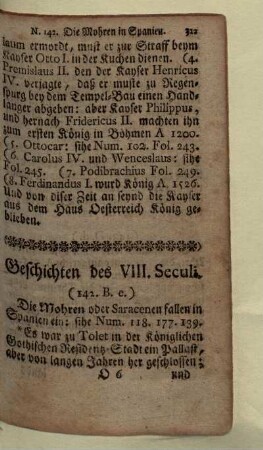 N. 142. Die Mohren in Spanien. 322
laum ermordt, must er zur Straff beym
Kayser Otto I. in der Kuchen dienen. (4.
Premislaus II. den der Kayser Henricus
IV. verjagte, daß er muste zu Regen-
spurg bey dem Tempel-Bau einen Hand-
langer abgeben: aber Kayser Philippus,
und hernach Fridericus II. machten ihn
zum ersten König in Böhmen A 1200.
(5. Ottocar: sihe Num. 102. Fol. 243.
(6. Carolus IV. und Wenceslaus: sihe
Fol. 245. (7. Podibrachius Fol. 249.
(8. Ferdinandus I. wurd König A. 1526.
Und von diser Zeit an seynd die Kayser
aus dem Haus Oesterreich König ge-
blieben.
Geschichten des VIII. Seculi.
(142. B. c.)
Die Mohren oder Saracenen fallen in
Spanien ein: sihe Num. 118. 177. 139.
* Es war zu Tolet in der Königlichen
Gothischen Residentz-Stadt ein Pallast,
aber von langen Jahren her geschlossen;
O 6 und